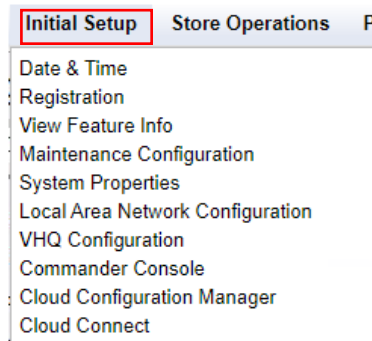 Initial Setup Store Operations
Date & Time
Registration
View Feature Info
Maintenance Configuration
System Properties
Local Area Network Configuration
VHQ Configuration
Commander Console
Cloud Configuration Manager
Cloud Connect